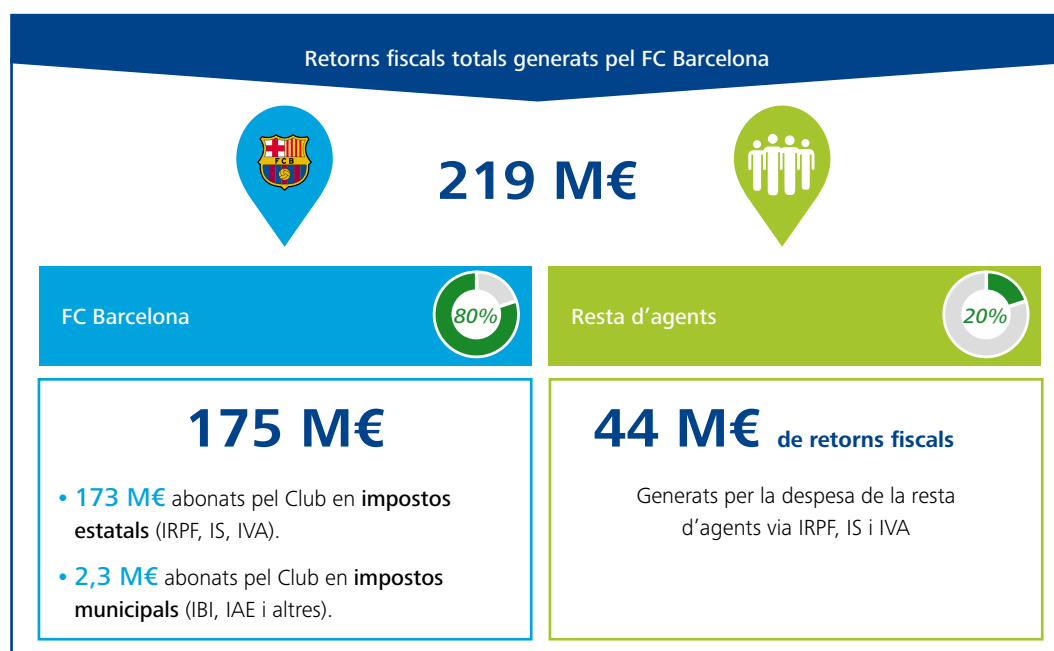 Retorns fiscals totals generats pel FC Barcelona
FCB
219 M€
FC Barcelona
80%
Resta d'agents
20%
175 M€
• 173 M€ abonats pel Club en impostos
estatals (IRPF, IS, IVA).
• 2,3 M€ abonats pel Club en impostos
municipals (IBI, IAE i altres).
44 M€ de retorns fiscals
Generats per la despesa de la resta
d'agents via IRPF, IS i IVA